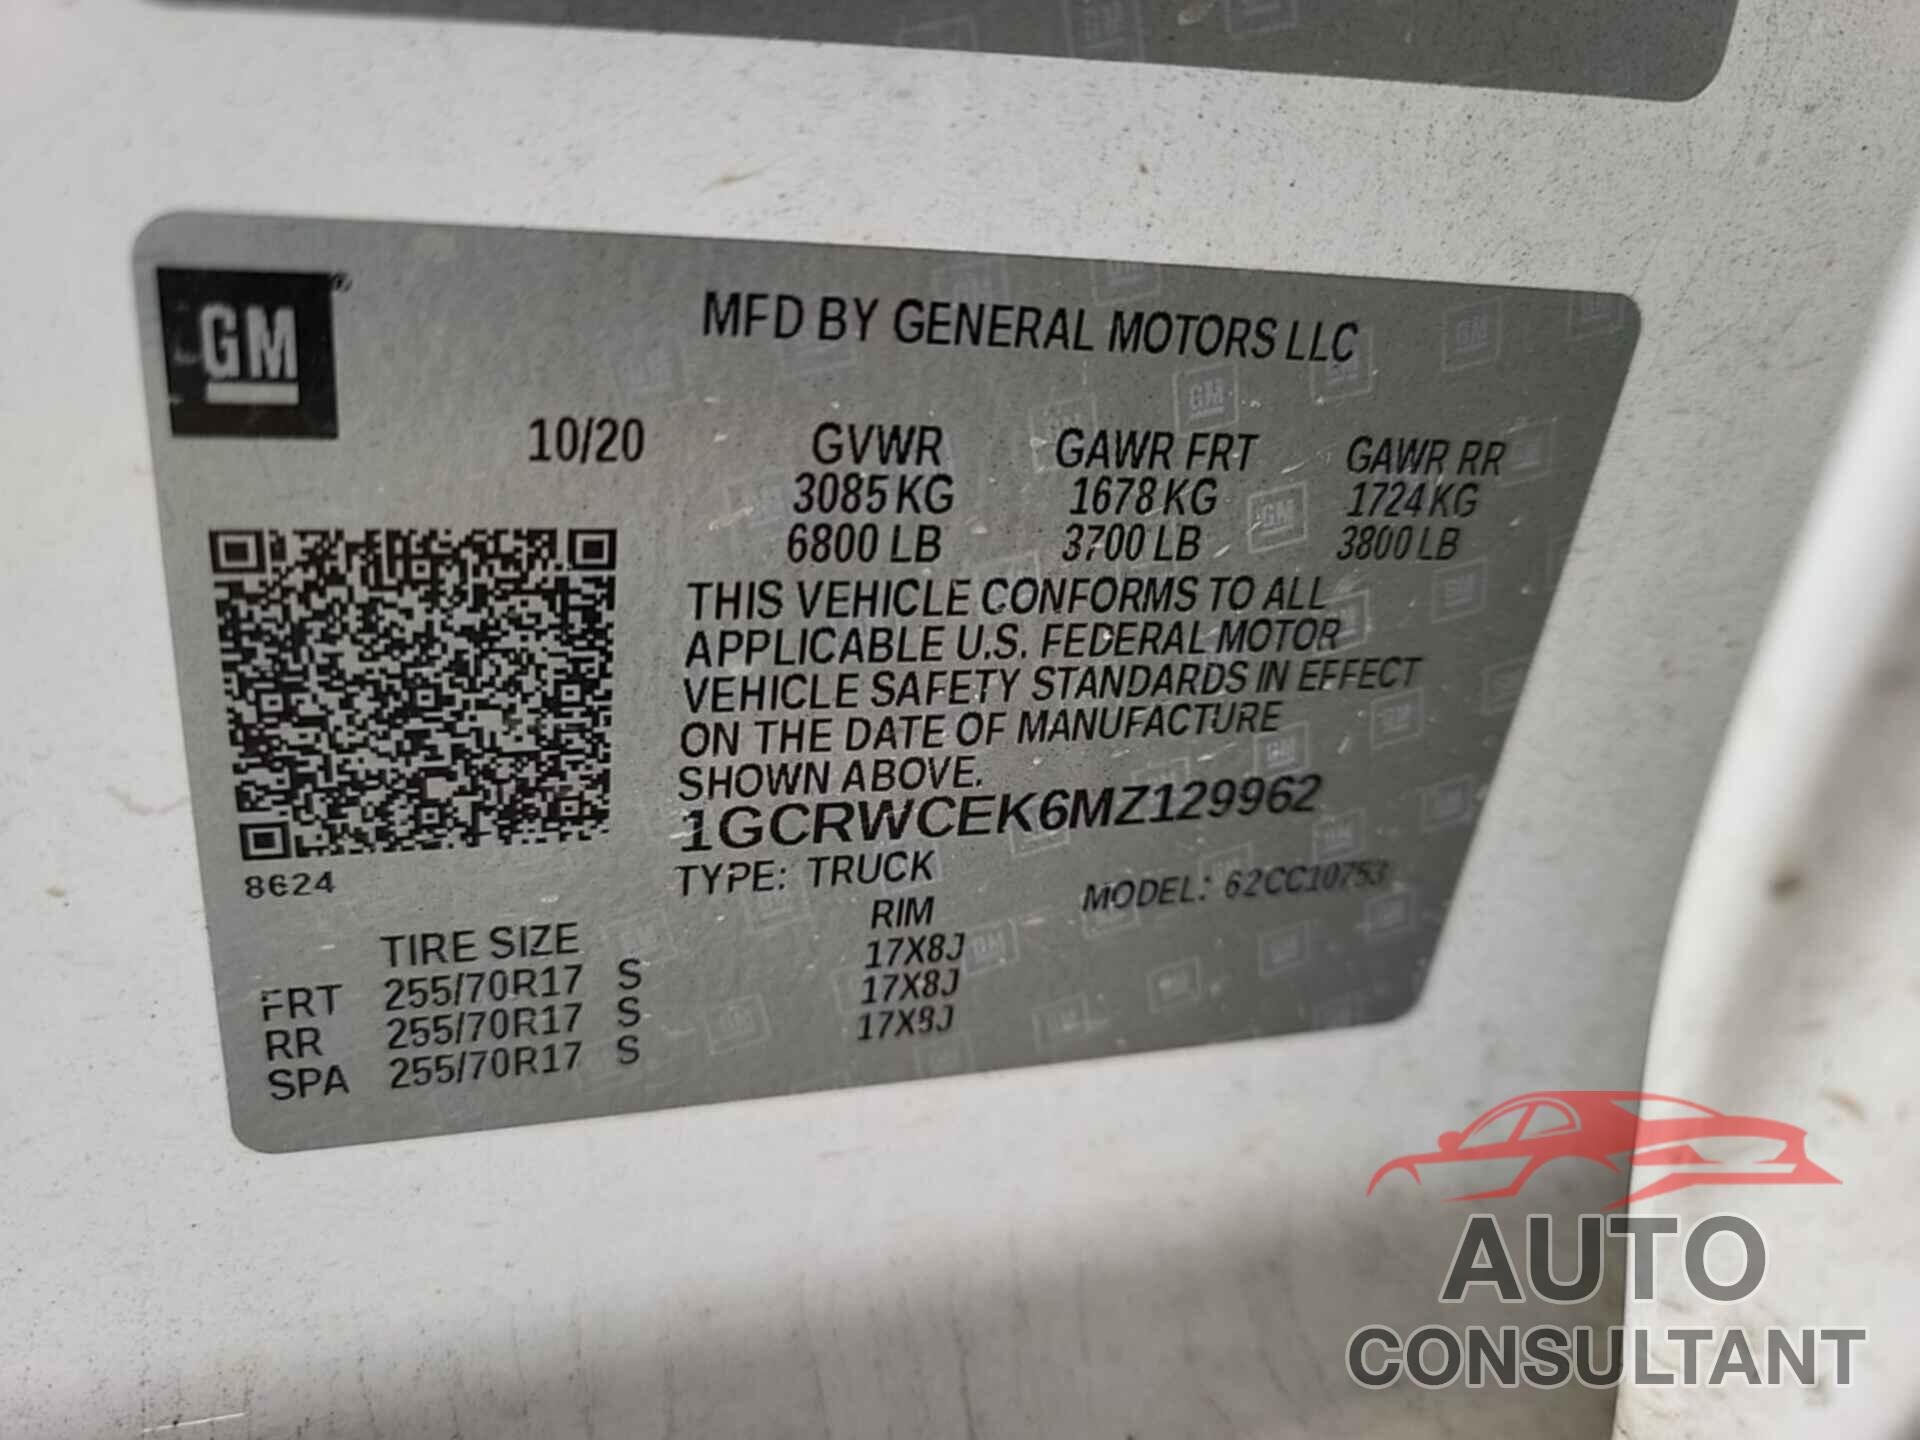 GM
MFD BY GENERAL MOTORS LLC
10/20 GVWR GAWR FRT GAWR RR
3085 KG 1678 KG 1724 KG
6800 LB 3700 LB 3800 LB
THIS VEHICLE CONFORMS TO ALL
APPLICABLE U.S. FEDERAL MOTOR
VEHICLE SAFETY STANDARDS IN EFFECT
ON THE DATE OF MANUFACTURE
SHOWN ABOVE.
1GCRWCEK6MZ129962
8624
TYPE: TRUCK MODEL: 62CC10753
TIRE SIZE RIM
FRT 255/70R17 S 17X8J
RR 255/70R17 S 17X8J
SPA 255/70R17 S 17X8J
AUTO
CONSULTANT